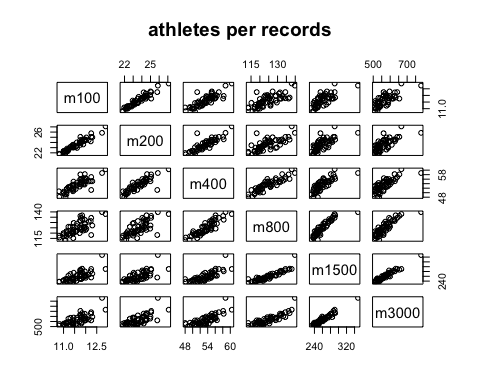 athletes per records
22 25 115 130 500 700
m100 11.0
22 26 m200
m400 48 58
115 140 m800
m1500 240
500 m3000
11.0 12.5 48 54 60 240 320